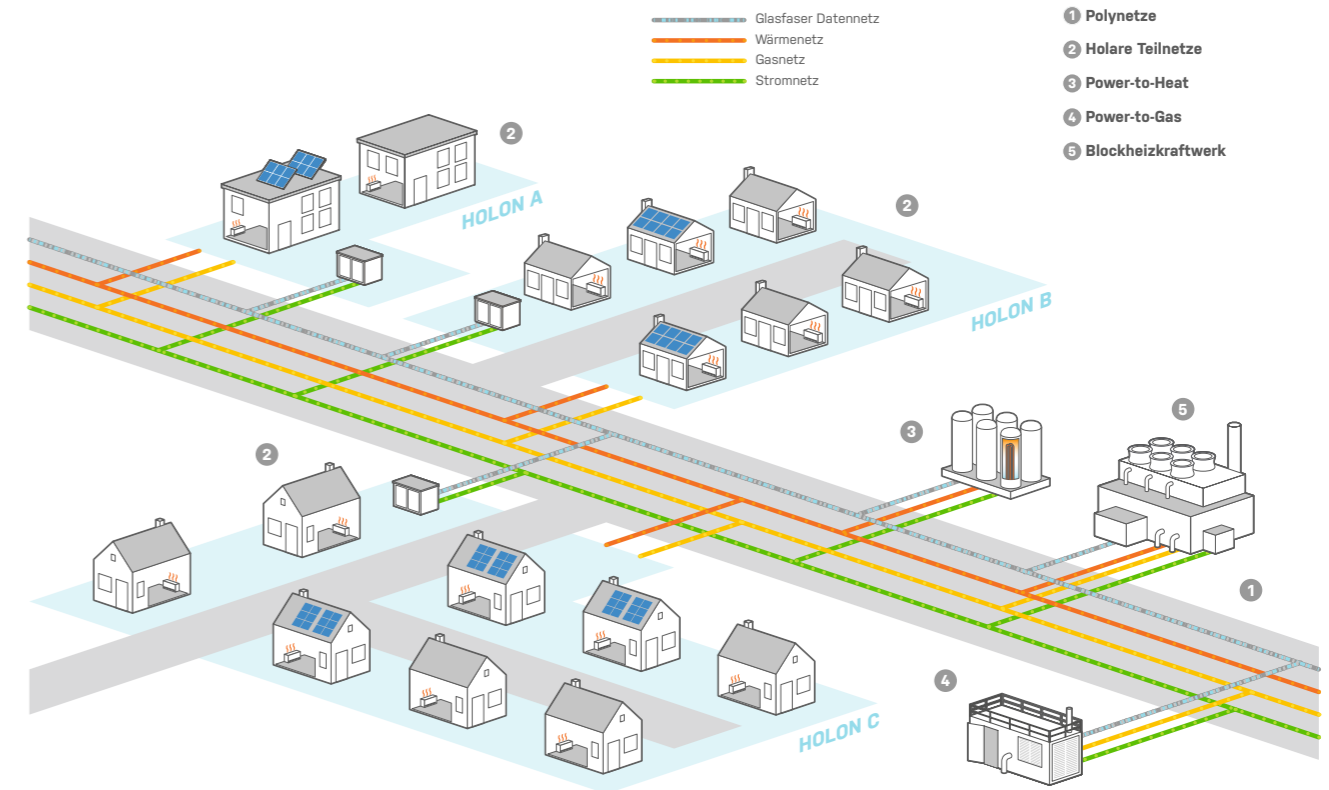 Glasfaser Datennetz
Wärmenetz
Gasnetz
Stromnetz
1 Polynetze
2 Holare Teilnetze
3 Power-to-Heat
4 Power-to-Gas
5 Blockheizkraftwerk
2
HOLON A
2
HOLON B
3
5
2
1
4
HOLON C